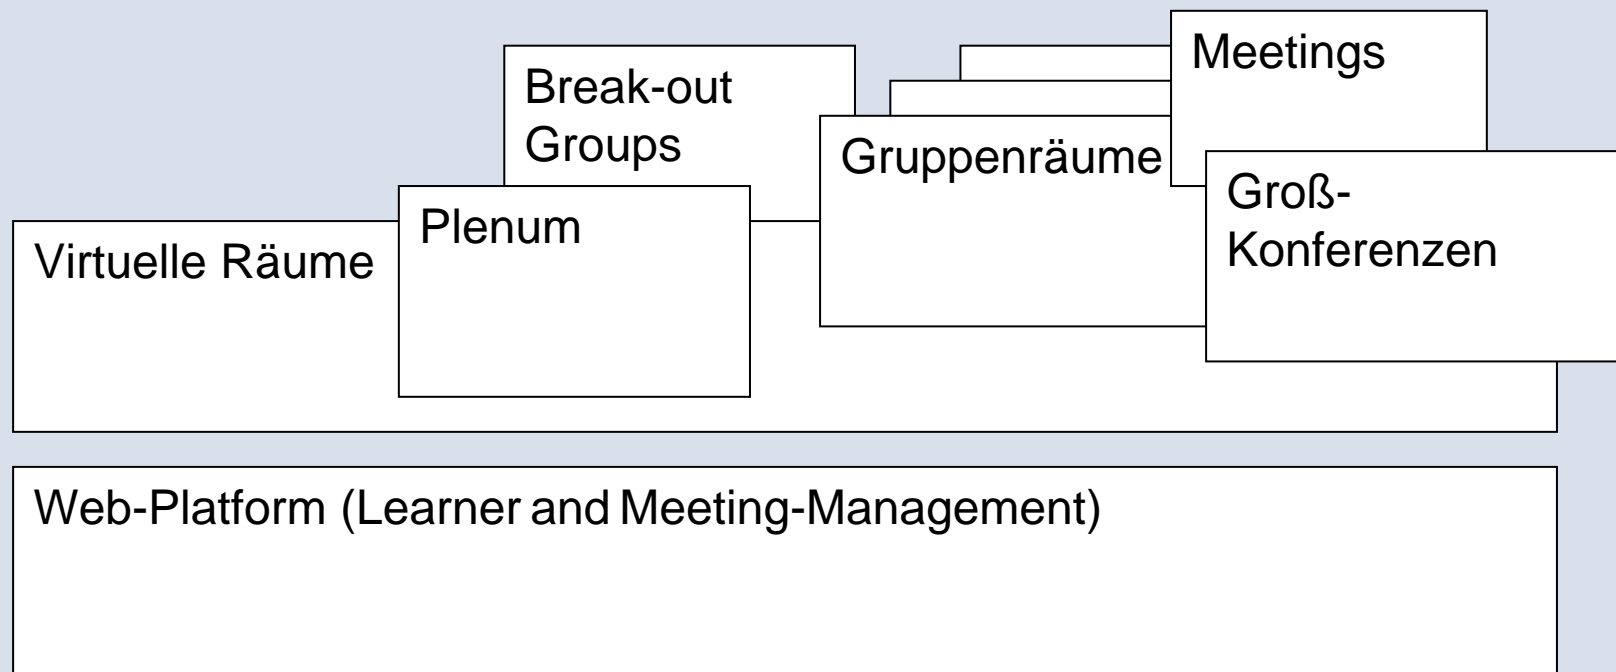 Meetings
Break-out
Groups
Gruppenräume
Groß-
Konferenzen
Plenum
Virtuelle Räume
Web-Platform (Learner and Meeting-Management)